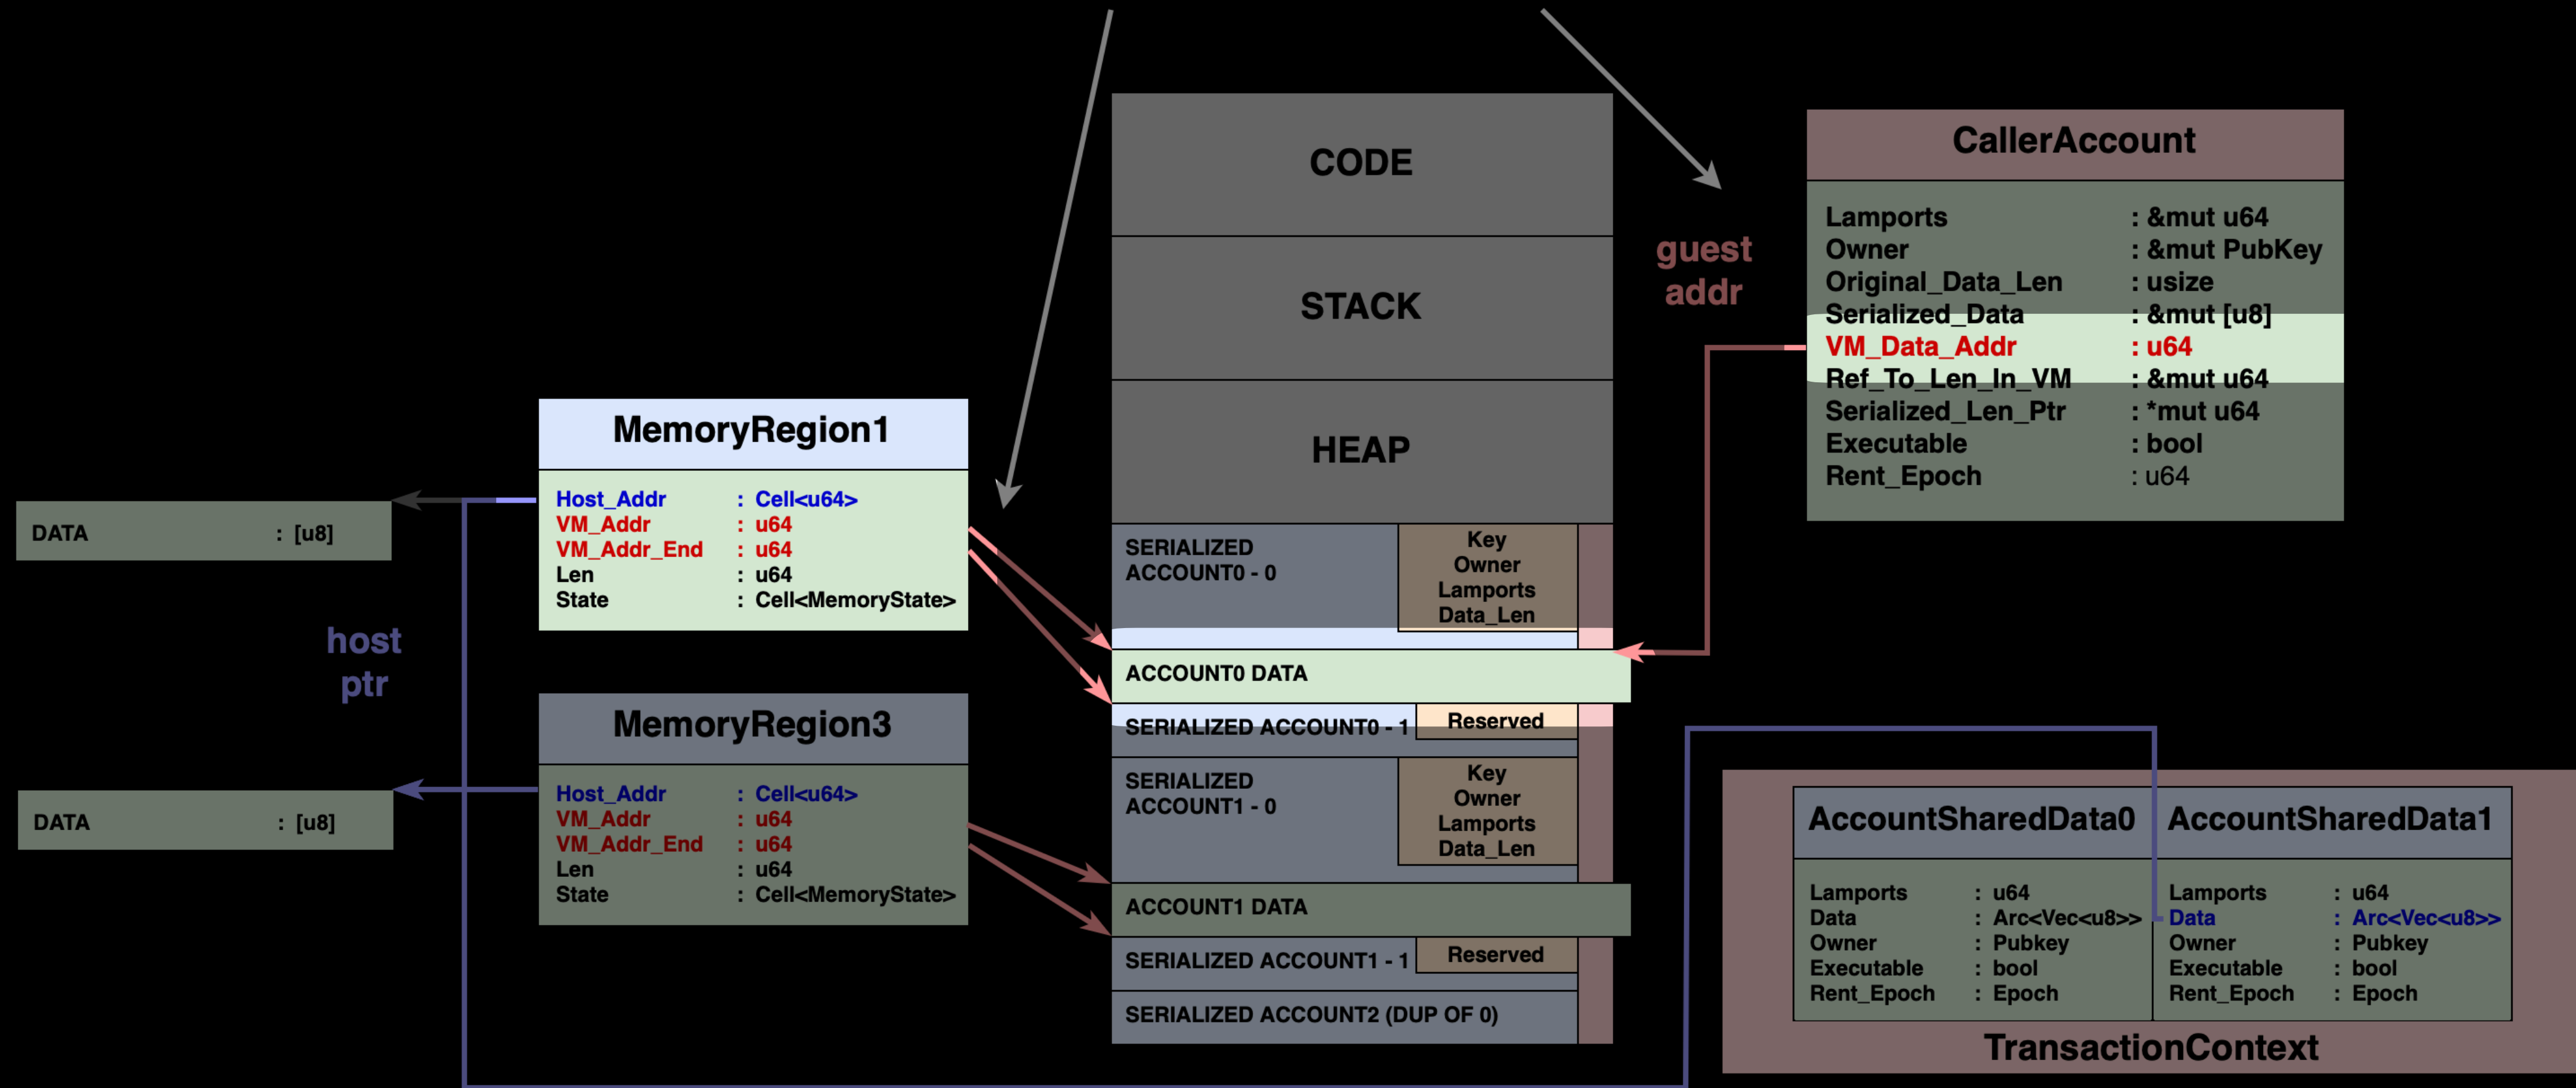 CODE
STACK
HEAP
SERIALIZED
ACCOUNT0 - 0
Key
Owner
Lamports
Data_Len
ACCOUNT0 DATA
SERIALIZED ACCOUNT0 - 1
Reserved
SERIALIZED
ACCOUNT1 - 0
Key
Owner
Lamports
Data_Len
ACCOUNT1 DATA
SERIALIZED ACCOUNT1 - 1
Reserved
SERIALIZED ACCOUNT2 (DUP OF 0)
guest
addr
CallerAccount
Lamports : &mut u64
Owner : &mut PubKey
Original_Data_Len : usize
Serialized_Data : &mut [u8]
VM_Data_Addr : u64
Ref_To_Len_In_VM : &mut u64
Serialized_Len_Ptr : *mut u64
Executable : bool
Rent_Epoch : u64
MemoryRegion1
Host_Addr : Cell<u64>
VM_Addr : u64
VM_Addr_End : u64
Len : u64
State : Cell<MemoryState>
DATA : [u8]
host
ptr
MemoryRegion3
Host_Addr : Cell<u64>
VM_Addr : u64
VM_Addr_End : u64
Len : u64
State : Cell<MemoryState>
DATA : [u8]
AccountSharedData0
Lamports : u64
Data : Arc<Vec<u8>>
Owner : Pubkey
Executable : bool
Rent_Epoch : Epoch
AccountSharedData1
Lamports : u64
Data : Arc<Vec<u8>>
Owner : Pubkey
Executable : bool
Rent_Epoch : Epoch
TransactionContext